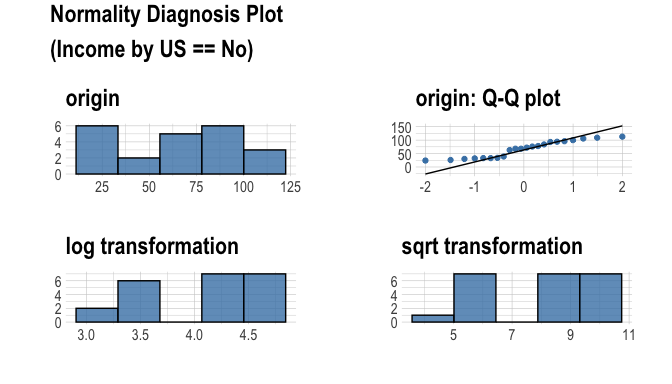 Normality Diagnosis Plot
(Income by US == No)
origin
6
4
2
0
25 50 75 100 125
origin: Q-Q plot
150
100
50
0
-2 -1 0 1 2
log transformation
6
4
2
0
3.0 3.5 4.0 4.5
sqrt transformation
6
4
2
0
5 7 9 11